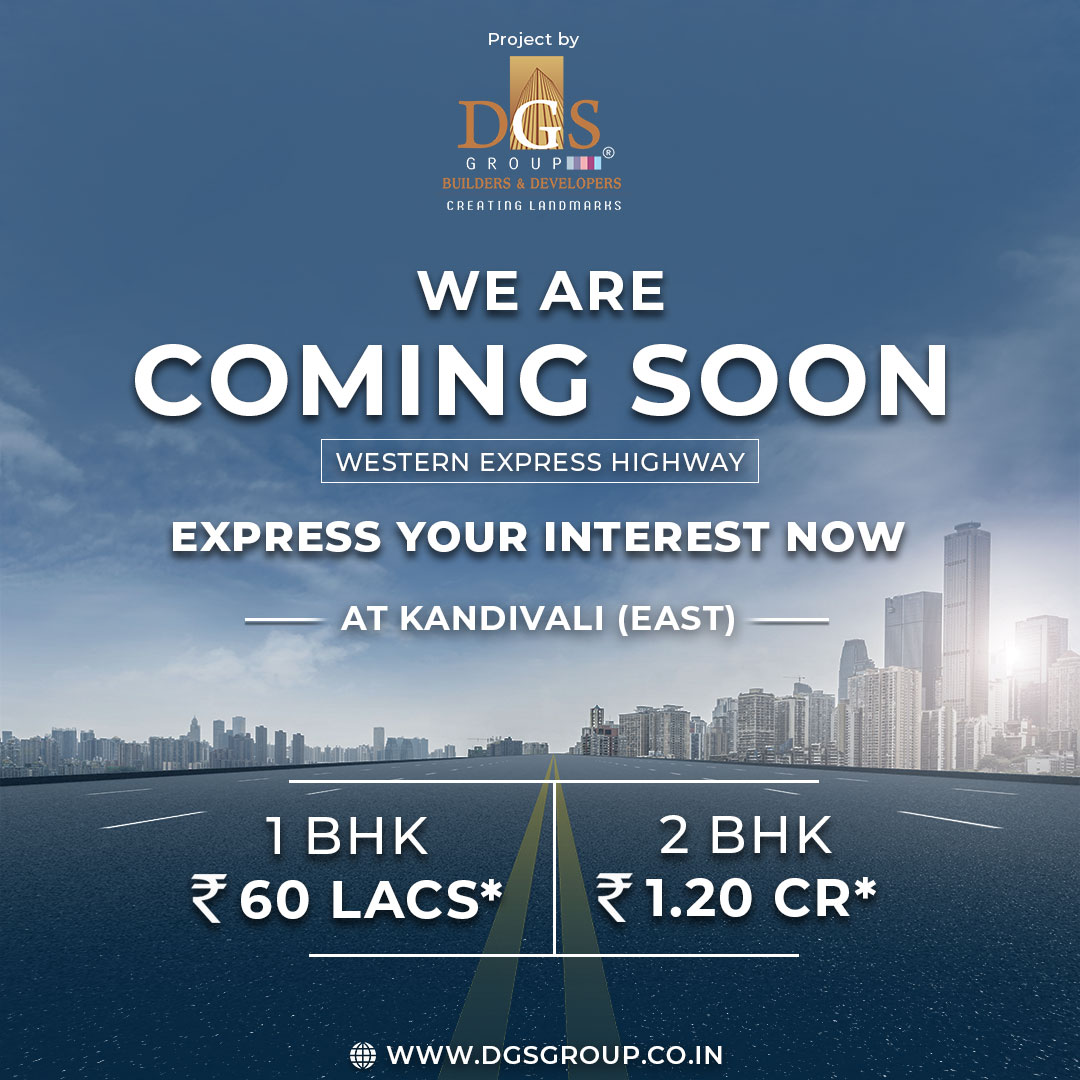 Project by
DGS
GROUP®
BUILDERS & DEVELOPERS
CREATING LANDMARKS
WE ARE
COMING SOON
WESTERN EXPRESS HIGHWAY
EXPRESS YOUR INTEREST NOW
AT KANDIVALI (EAST)
1 BHK
₹ 60 LACS*
2 BHK
₹ 1.20 CR*
WWW.DGSGROUP.CO.IN